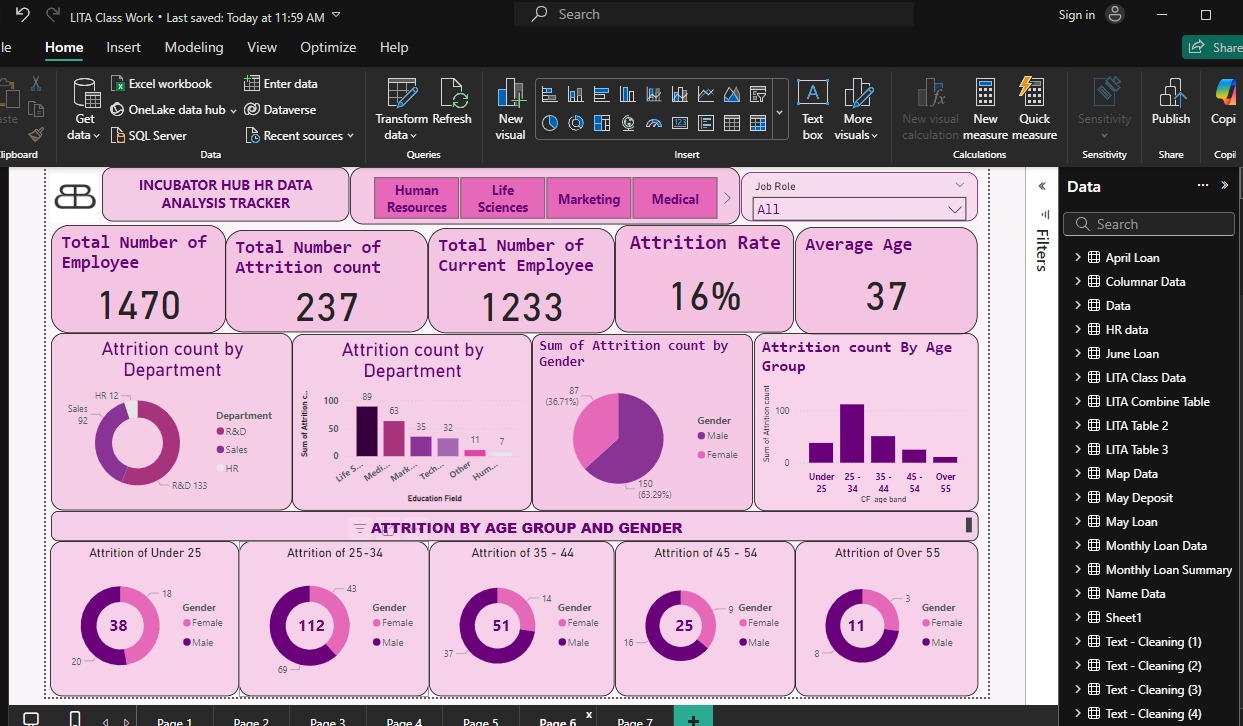 LITA Class Work • Last saved: Today at 11:59 AM
Search
Sign in
le
Home
Insert
Modeling
View
Optimize
Help
Share
aste
Get
data
Excel workbook
OneLake data hub
SQL Server
Enter data
Dataverse
Recent sources
Transform
data
Refresh
New
visual
Text
box
More
visuals
New visual
calculation
New
measure
Quick
measure
Sensitivity
Publish
Copi
lipboard
Data
Queries
Insert
Calculations
Sensitivity
Share
Copil
INCUBATOR HUB HR DATA
ANALYSIS TRACKER
Human
Resources
Life
Sciences
Marketing
Medical
Job Role
All
Total Number of
Employee
1470
Total Number of
Attrition count
237
Total Number of
Current Employee
1233
Attrition Rate
16%
Average Age
37
Attrition count by
Department
HR 12
Sales
92
R&D 133
Department
R&D
Sales
HR
Attrition count by
Department
Sum of Attrition c...
100
50
0
89
63
35
32
11
7
Life S...
Medi...
Mark...
Tech...
Other
Hum...
Education Field
Sum of Attrition count by
Gender
87
(36.71%)
150
(63.29%)
Gender
Male
Female
Attrition count By Age
Group
Sum of Attrition count
100
0
Under
25
25 -
34
35 -
44
45 -
54
Over
55
CF_age band
ATTRITION BY AGE GROUP AND GENDER
Attrition of Under 25
18
38
20
Gender
Female
Male
Attrition of 25-34
43
112
69
Gender
Female
Male
Attrition of 35 - 44
14
51
37
Gender
Female
Male
Attrition of 45 - 54
9
25
16
Gender
Female
Male
Attrition of Over 55
3
11
8
Gender
Female
Male
Filters
Data
Search
April Loan
Columnar Data
Data
HR data
June Loan
LITA Class Data
LITA Combine Table
LITA Table 2
LITA Table 3
Map Data
May Deposit
May Loan
Monthly Loan Data
Monthly Loan Summary
Name Data
Sheet1
Text - Cleaning (1)
Text - Cleaning (2)
Text - Cleaning (3)
Text - Cleaning (4)
Page 1
Page 2
Page 3
Page 4
Page 5
Page 6
Page 7